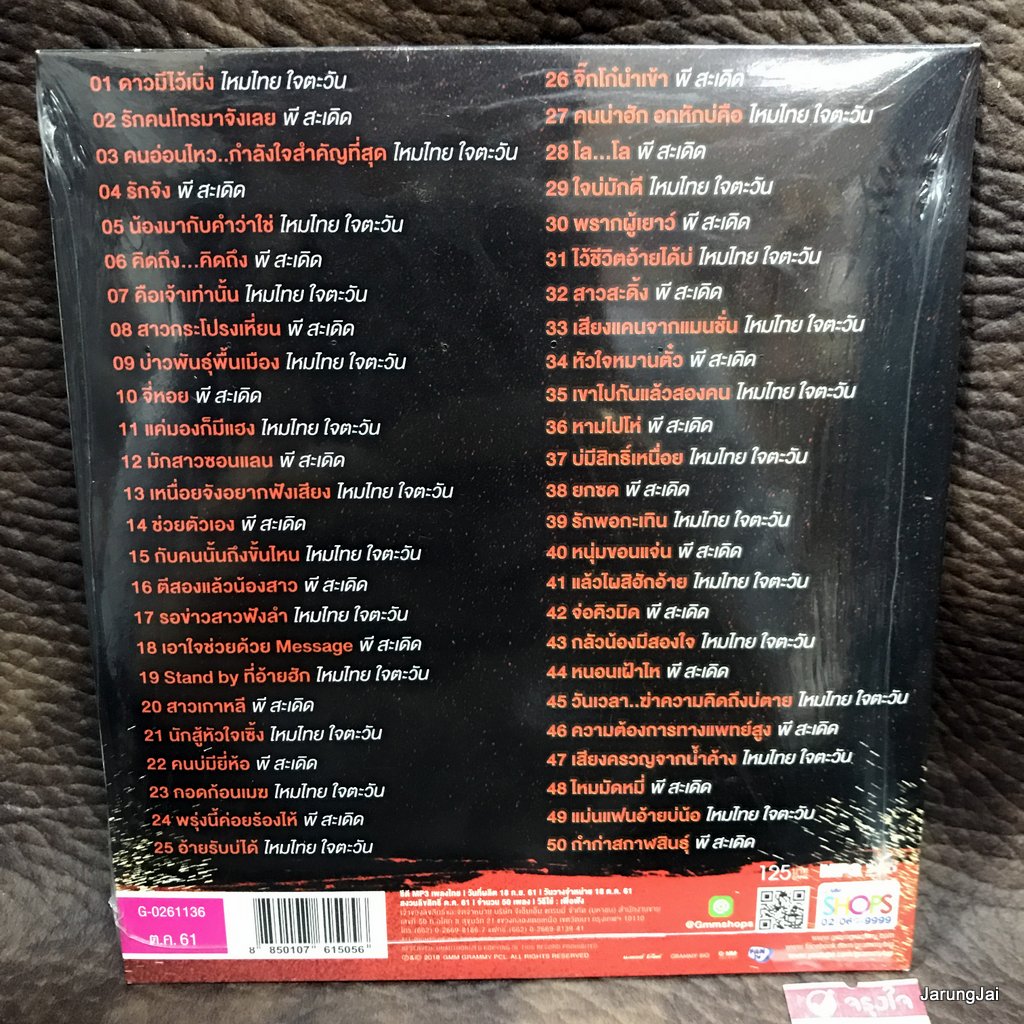 01 ดาวมีไว้เบิ่ง ไหมไทย ใจตะวัน
02 รักคนโทรมาจังเลย พี สะเดิด
03 คนอ่อนไหว..กำลังใจสำคัญที่สุด ไหมไทย ใจตะวัน
04 รักจัง พี สะเดิด
05 น้องมากับคำว่าใช่ ไหมไทย ใจตะวัน
06 คิดถึง...คิดถึง พี สะเดิด
07 คือเจ้าเท่านั้น ไหมไทย ใจตะวัน
08 สาวกระโปรงเหี่ยน พี สะเดิด
09 บ่าวพันธุ์พื้นเมือง ไหมไทย ใจตะวัน
10 จี่หอย พี สะเดิด
11 แค่มองก็มีแฮง ไหมไทย ใจตะวัน
12 มักสาวซอนแลน พี สะเดิด
13 เหนื่อยจังอยากฟังเสียง ไหมไทย ใจตะวัน
14 ช่วยตัวเอง พี สะเดิด
15 กับคนนั้นถึงขั้นไหน ไหมไทย ใจตะวัน
16 ตีสองแล้วน้องสาว พี สะเดิด
17 รอข่าวสาวฟังลำ ไหมไทย ใจตะวัน
18 เอาใจช่วยด้วย Message พี สะเดิด
19 Stand by ที่อ้ายฮัก ไหมไทย ใจตะวัน
20 สาวเกาหลี พี สะเดิด
21 นักสู้หัวใจเซิ้ง ไหมไทย ใจตะวัน
22 คนบ่มียี่ห้อ พี สะเดิด
23 กอดก้อนเมฆ ไหมไทย ใจตะวัน
24 พรุ่งนี้ค่อยร้องไห้ พี สะเดิด
25 อ้ายรับบ่ได้ ไหมไทย ใจตะวัน
26 จิ๊กโก๋นำเข้า พี สะเดิด
27 คนน่าฮัก อกหักบ่คือ ไหมไทย ใจตะวัน
28 โล...โล พี สะเดิด
29 ใจบ่มักดี ไหมไทย ใจตะวัน
30 พรากผู้เยาว์ พี สะเดิด
31 ไว้ชีวิตอ้ายได้บ่ ไหมไทย ใจตะวัน
32 สาวสะดิ้ง พี สะเดิด
33 เสียงแคนจากแมนชั่น ไหมไทย ใจตะวัน
34 หัวใจหมานตั๋ว พี สะเดิด
35 เขาไปกันแล้วสองคน ไหมไทย ใจตะวัน
36 หามไปโห่ พี สะเดิด
37 บ่มีสิทธิ์เหนื่อย ไหมไทย ใจตะวัน
38 ยกซด พี สะเดิด
39 รักพอกะเทิน ไหมไทย ใจตะวัน
40 หนุ่มขอนแจ่น พี สะเดิด
41 แล้วไผสิฮักอ้าย ไหมไทย ใจตะวัน
42 จ่อคิวมิด พี สะเดิด
43 กลัวน้องมีสองใจ ไหมไทย ใจตะวัน
44 หนอนเฝ้าไห พี สะเดิด
45 วันเวลา..ฆ่าความคิดถึงบ่ตาย ไหมไทย ใจตะวัน
46 ความต้องการทางแพทย์สูง พี สะเดิด
47 เสียงครวญจากน้ำค้าง ไหมไทย ใจตะวัน
48 ไหมมัดหมี่ พี สะเดิด
49 แม่นแฟนอ้ายบ่น้อ ไหมไทย ใจตะวัน
50 กำกำสกาฬสินธุ์ พี สะเดิด
G-0261136
ต.ค. 61
8 850107 615056
ซีดี MP3 เพลงไทย
125
@Gmmshops
SHOPS
2018 GMM GRAMMY PCL. ALL RIGHTS RESERVED
จรุงใจ
JarungJai